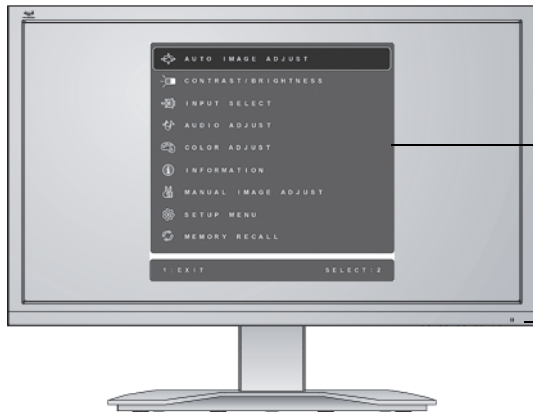 AUTO IMAGE ADJUST
CONTRAST/BRIGHTNESS
INPUT SELECT
AUDIO ADJUST
COLOR ADJUST
INFORMATION
MANUAL IMAGE ADJUST
SETUP MENU
MEMORY RECALL
1:EXIT SELECT:2